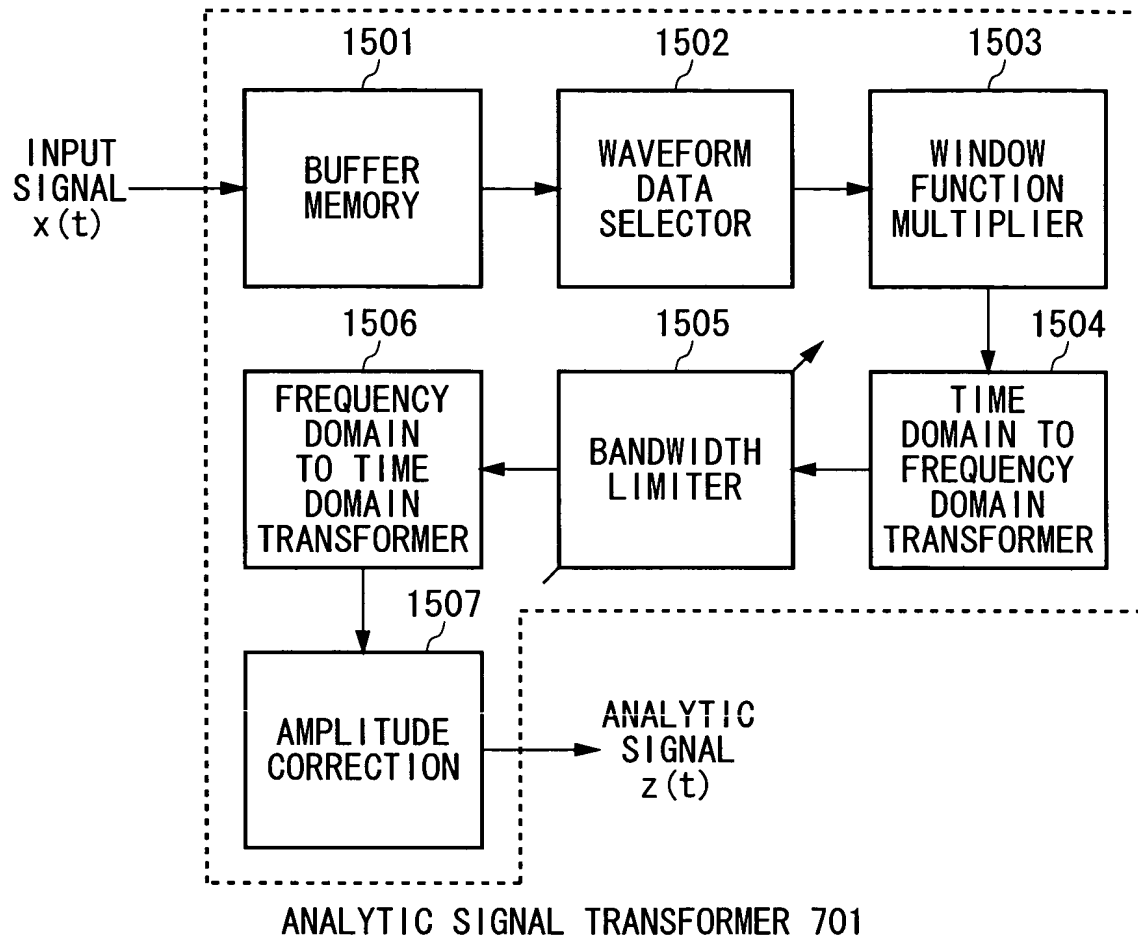 1501
1502
1503
INPUT
SIGNAL
x(t)
BUFFER
MEMORY
WAVEFORM
DATA
SELECTOR
WINDOW
FUNCTION
MULTIPLIER
1506
1505
1504
FREQUENCY
DOMAIN
TO TIME
DOMAIN
TRANSFORMER
BANDWIDTH
LIMITER
TIME
DOMAIN TO
FREQUENCY
DOMAIN
TRANSFORMER
1507
AMPLITUDE
CORRECTION
ANALYTIC
SIGNAL
z(t)
ANALYTIC SIGNAL TRANSFORMER 701